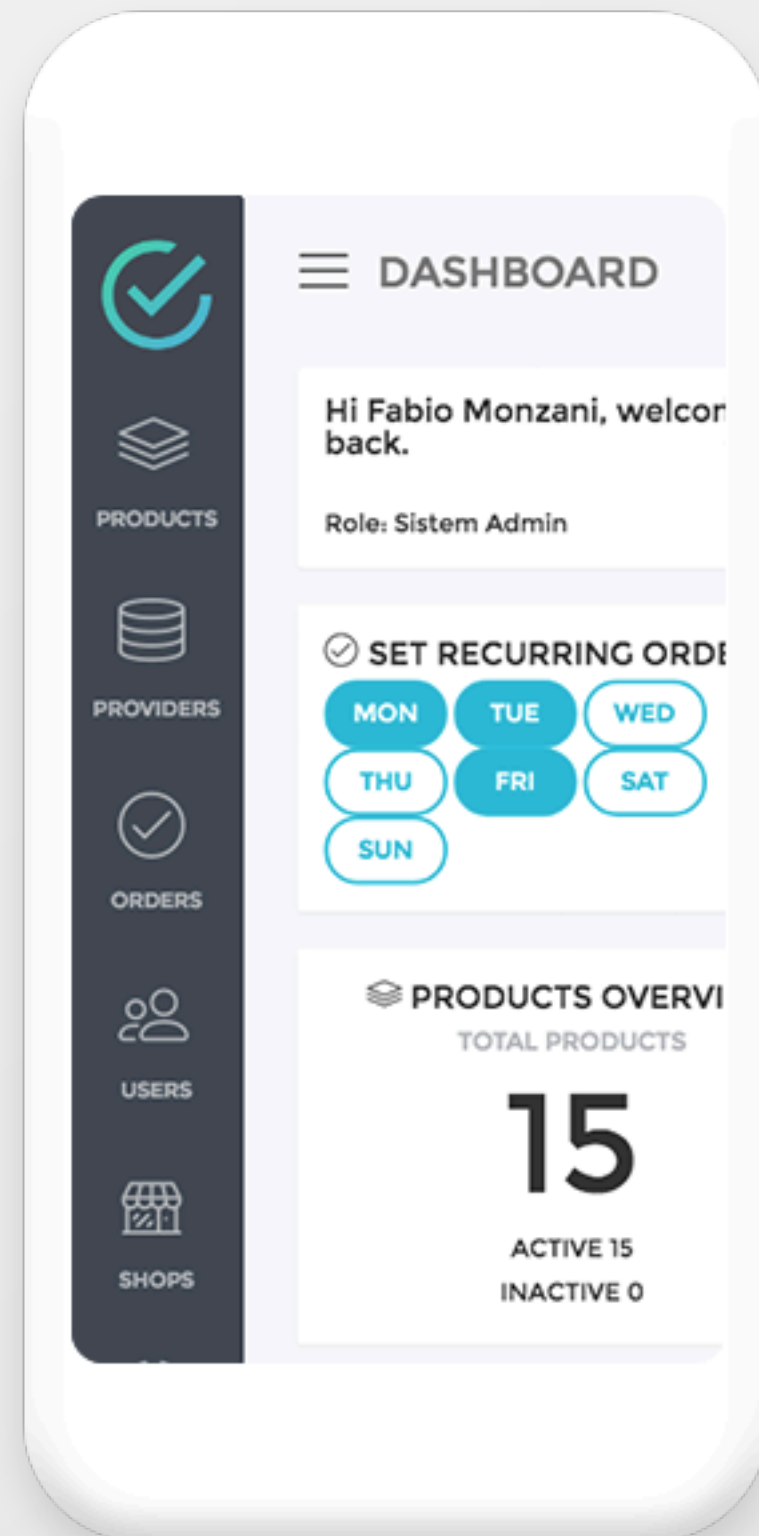 DASHBOARD
Hi Fabio Monzani, welcom
back.
Role: Sistem Admin
SET RECURRING ORDE
MON TUE WED
THU FRI SAT
SUN
PRODUCTS OVERVI
TOTAL PRODUCTS
15
ACTIVE 15
INACTIVE 0
PRODUCTS
PROVIDERS
ORDERS
USERS
SHOPS